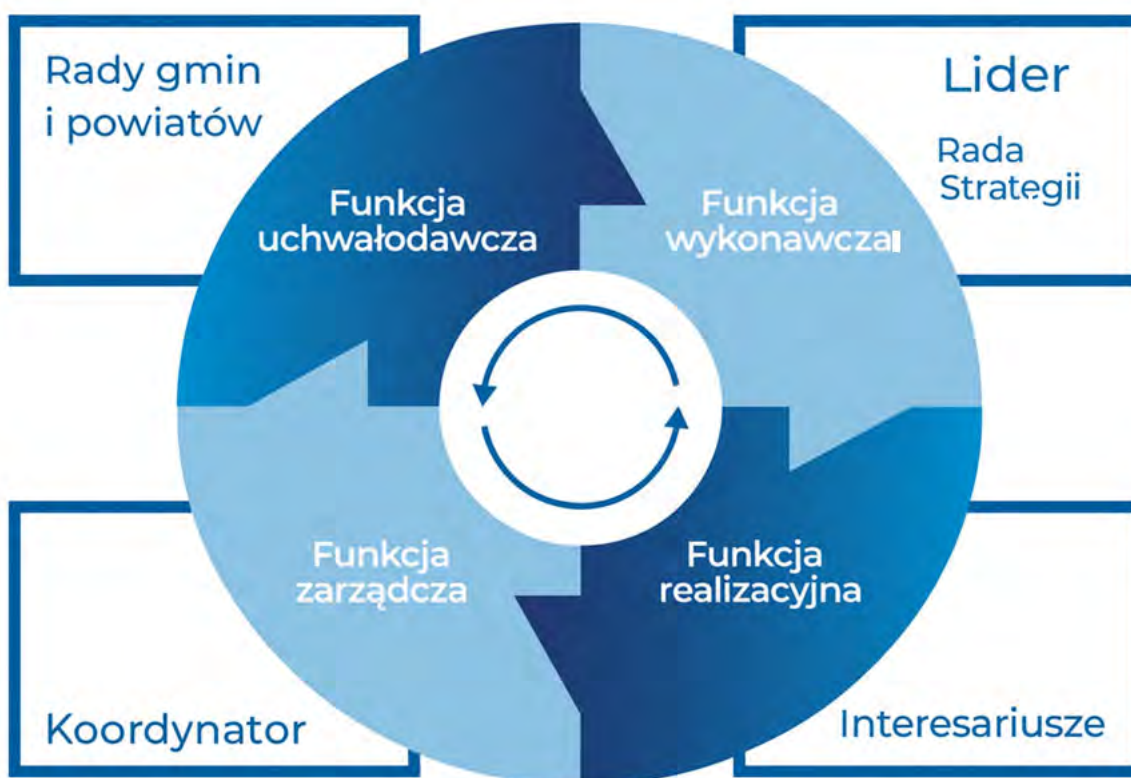 Rady gmin
i powiatów
Lider
Rada
Strategii
Funkcja
uchwałodawcza
Funkcja
wykonawcza
Funkcja
zarządcza
Funkcja
realizacyjna
Koordynator
Interesariusze